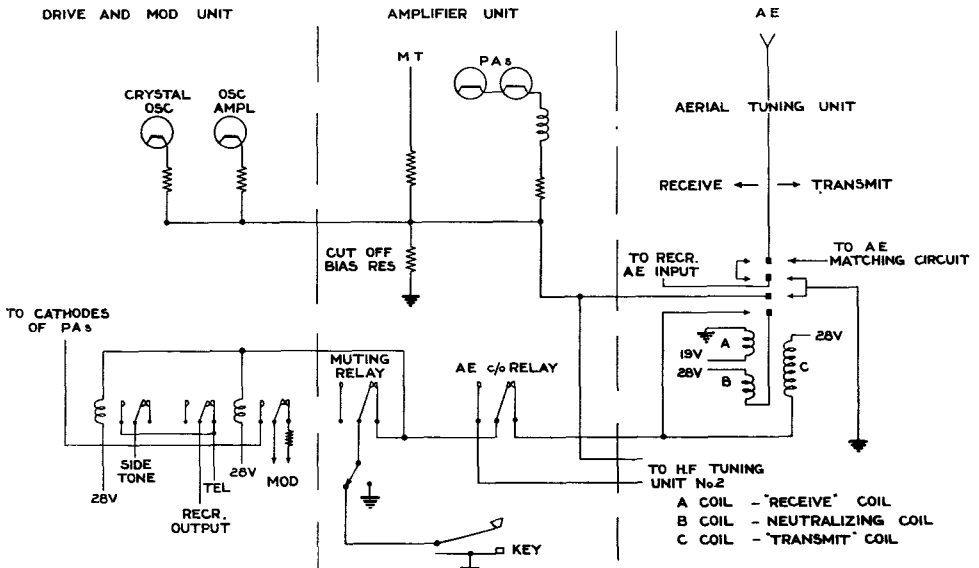 DRIVE AND MOD UNIT
AMPLIFIER UNIT
AE
MT
PAs
CRYSTAL
OSC
OSC
AMPL
AERIAL TUNING UNIT
RECEIVE
TRANSMIT
CUT OFF
BIAS RES
TO RECR.
AE INPUT
TO AE
MATCHING CIRCUIT
TO CATHODES
OF PAs
MUTING
RELAY
AE c/o RELAY
A
19V
28V
B
C
28V
28V
SIDE
TONE
28V
TEL
MOD
RECR.
OUTPUT
KEY
TO H.F TUNING
UNIT No.2
A COIL - "RECEIVE" COIL
B COIL - NEUTRALIZING COIL
C COIL - "TRANSMIT" COIL